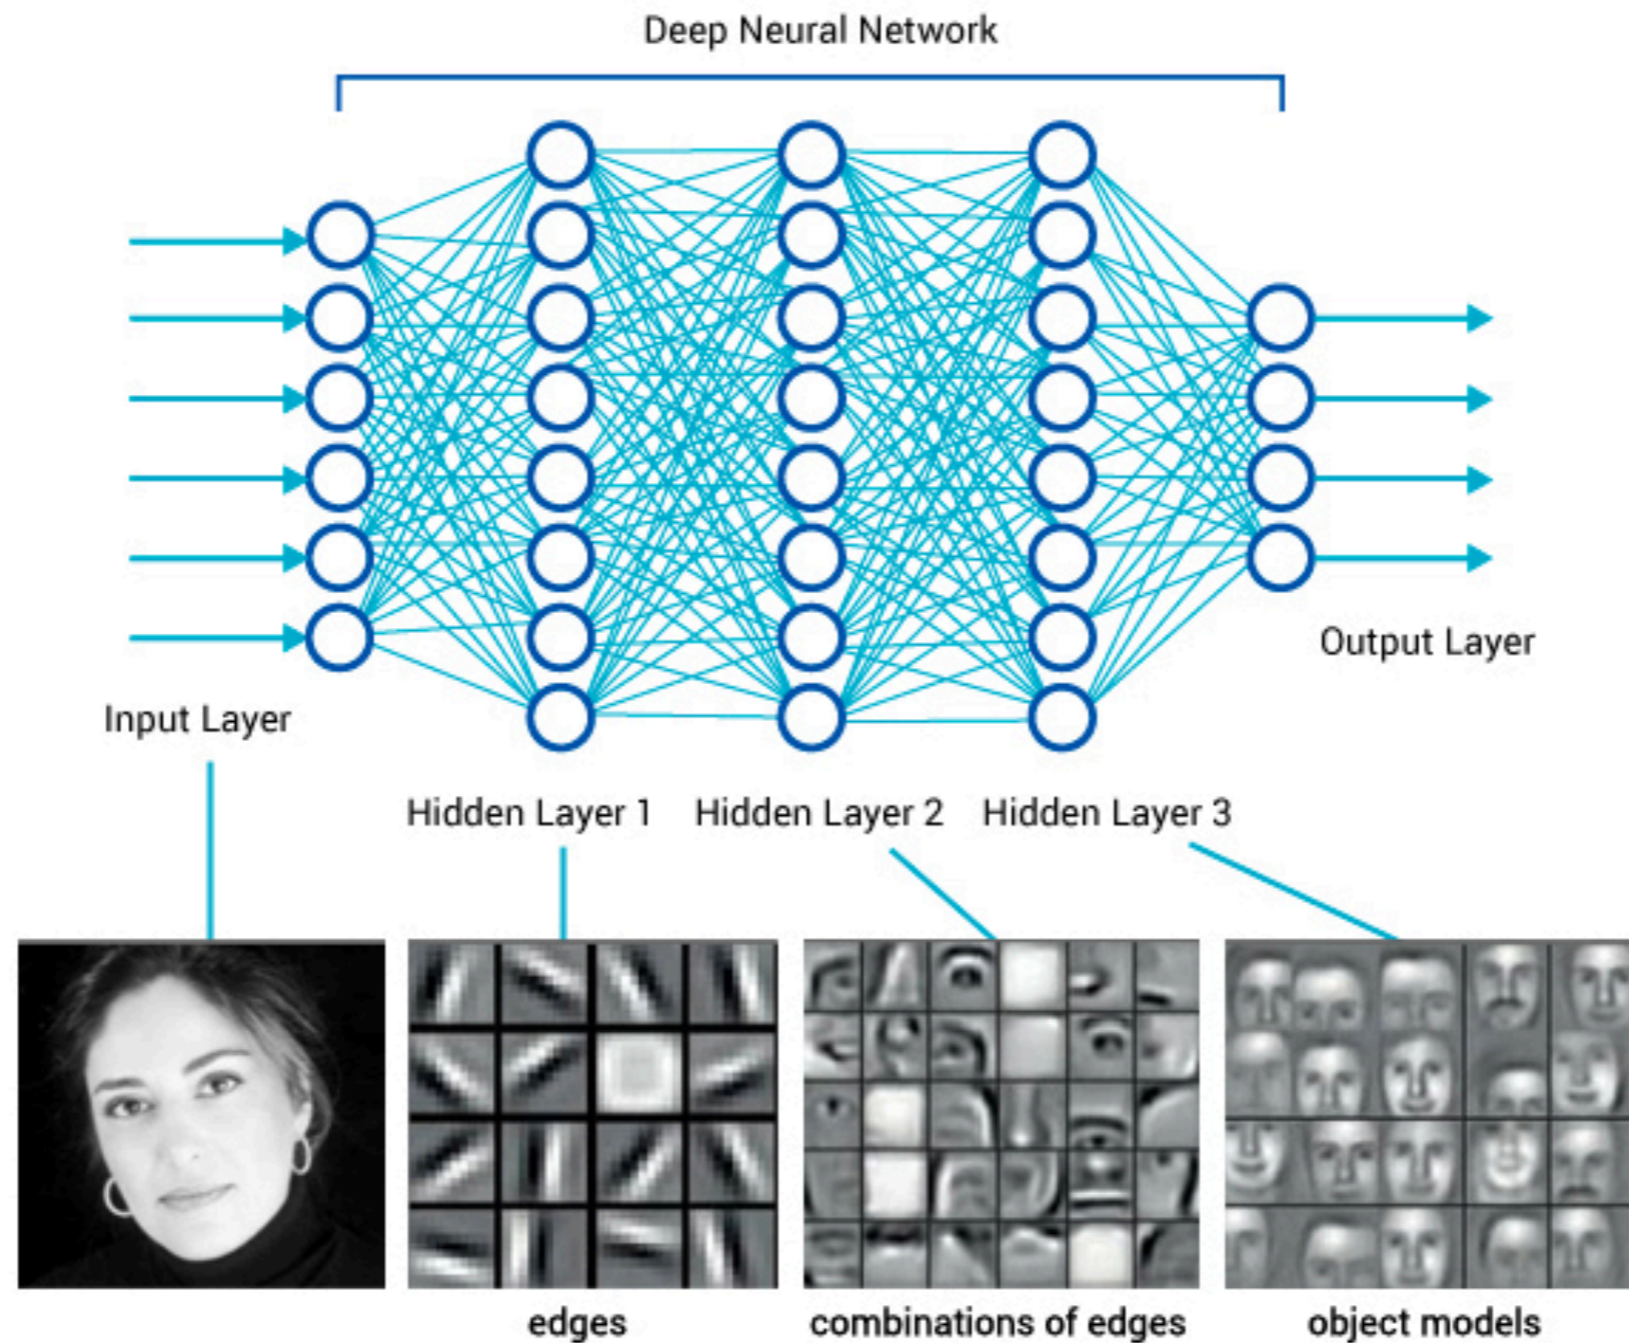 Deep Neural Network
Output Layer
Input Layer
Hidden Layer 1
Hidden Layer 2
Hidden Layer 3
edges
combinations of edges
object models